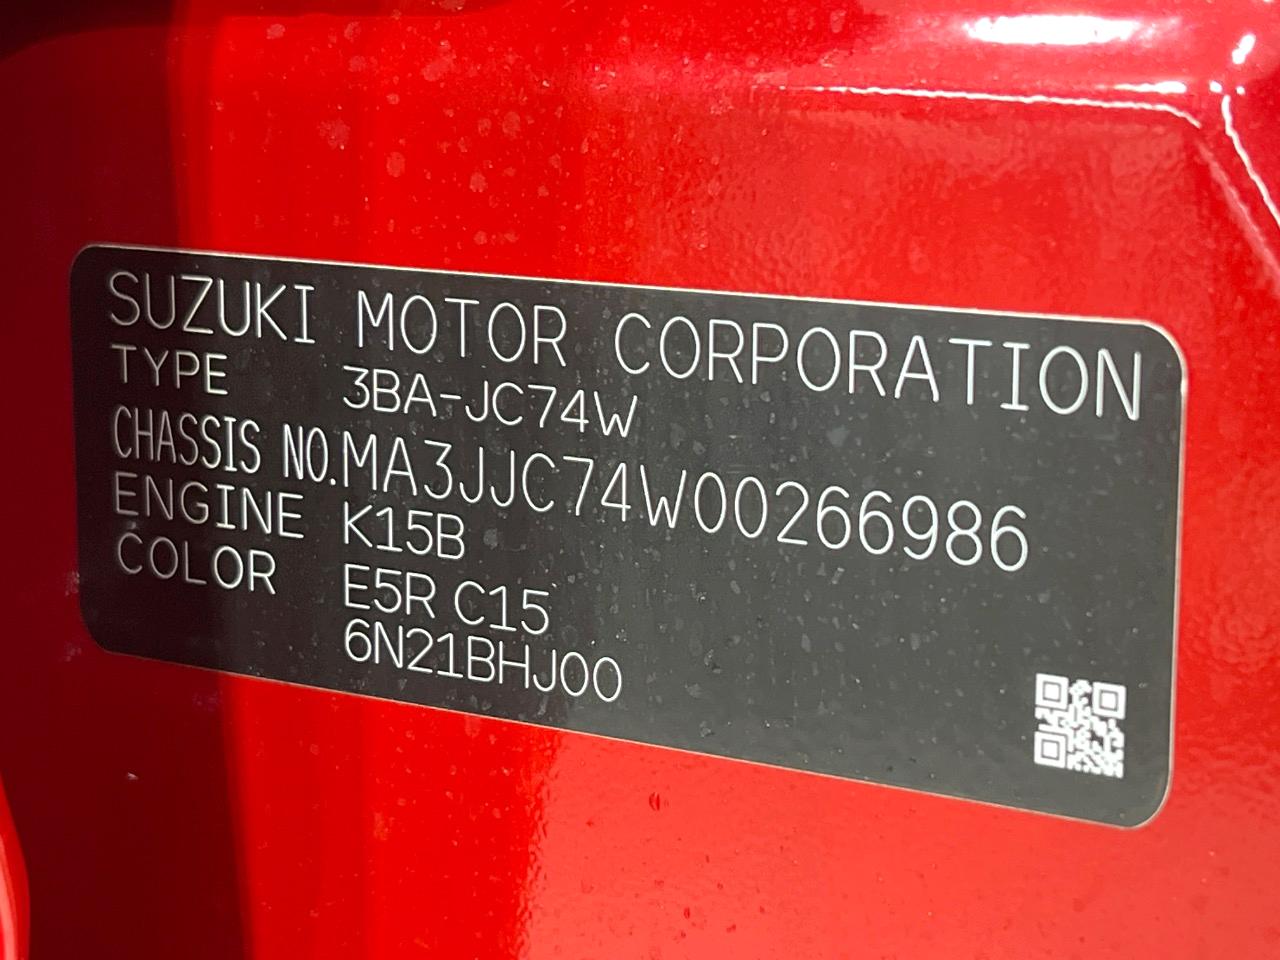 SUZUKI MOTOR CORPORATION
TYPE 3BA-JC74W
CHASSIS NO. MA3JJC74W00266986
ENGINE K15B
COLOR E5R C15
6N21BHJ00